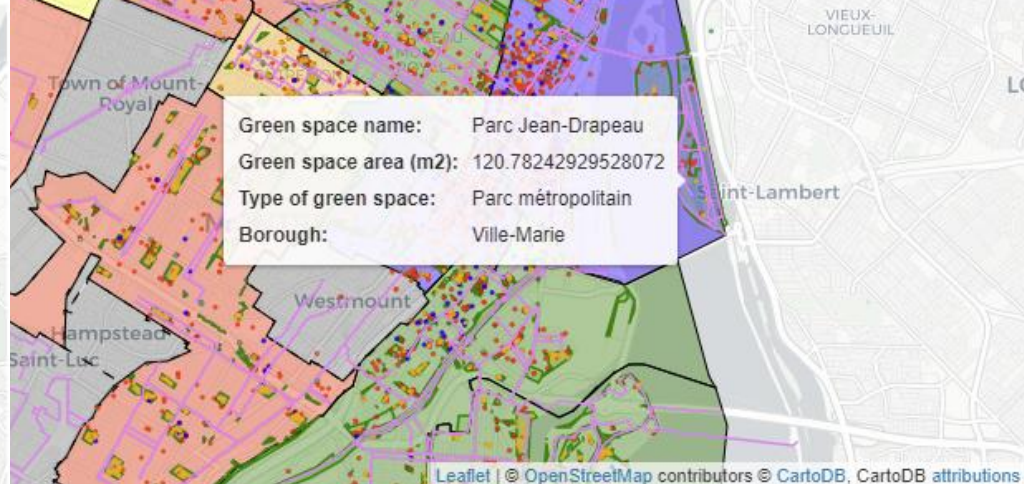 VIEUX-
LONGUEUIL
Town of Mount-
Royal
Green space name: Parc Jean-Drapeau
Green space area (m2): 120.78242929528072
Type of green space: Parc métropolitain
Borough: Ville-Marie
Saint-Lambert
Westmount
Hampstead
Saint-Luc
Leaflet | © OpenStreetMap contributors © CartoDB, CartoDB attributions